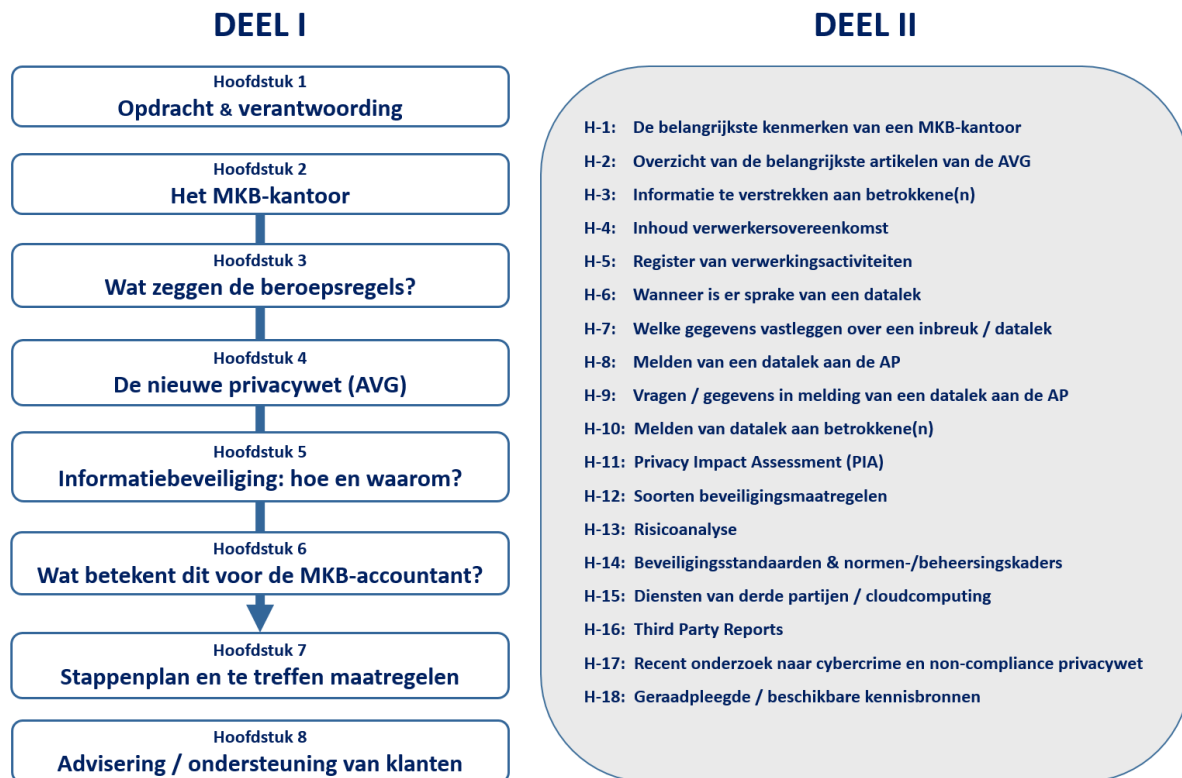 DEEL I
Hoofdstuk 1
Opdracht & verantwoording
Hoofdstuk 2
Het MKB-kantoor
Hoofdstuk 3
Wat zeggen de beroepsregels?
Hoofdstuk 4
De nieuwe privacywet (AVG)
Hoofdstuk 5
Informatiebeveiliging: hoe en waarom?
Hoofdstuk 6
Wat betekent dit voor de MKB-accountant?
Hoofdstuk 7
Stappenplan en te treffen maatregelen
Hoofdstuk 8
Advisering / ondersteuning van klanten
DEEL II
H-1: De belangrijkste kenmerken van een MKB-kantoor
H-2: Overzicht van de belangrijkste artikelen van de AVG
H-3: Informatie te verstrekken aan betrokkene(n)
H-4: Inhoud verwerkersovereenkomst
H-5: Register van verwerkingsactiviteiten
H-6: Wanneer is er sprake van een datalek
H-7: Welke gegevens vastleggen over een inbreuk / datalek
H-8: Melden van een datalek aan de AP
H-9: Vragen / gegevens in melding van een datalek aan de AP
H-10: Melden van datalek aan betrokkene(n)
H-11: Privacy Impact Assessment (PIA)
H-12: Soorten beveiligingsmaatregelen
H-13: Risicoanalyse
H-14: Beveiligingsstandaarden & normen-/beheersingskaders
H-15: Diensten van derde partijen / cloudcomputing
H-16: Third Party Reports
H-17: Recent onderzoek naar cybercrime en non-compliance privacywet
H-18: Geraadpleegde / beschikbare kennisbronnen